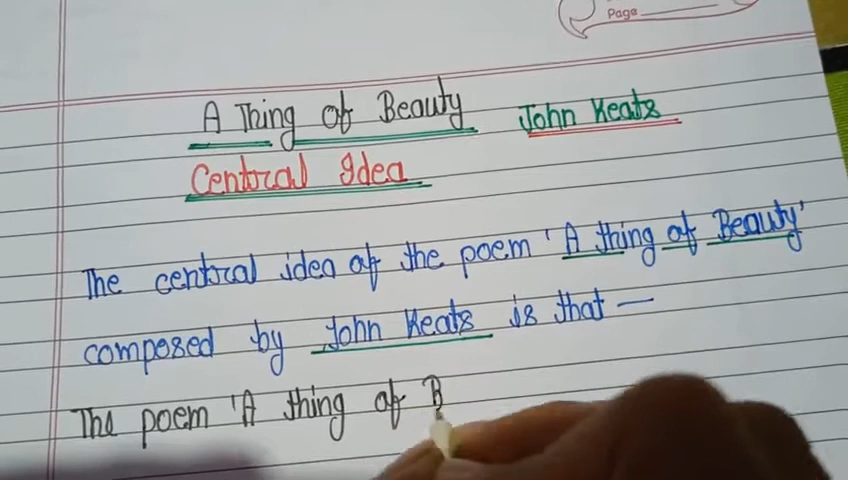 Page
A Thing of Beauty John Keats
Central Idea
The central idea of the poem 'A thing of Beauty'
composed by John Keats is that —
The poem 'A thing of B